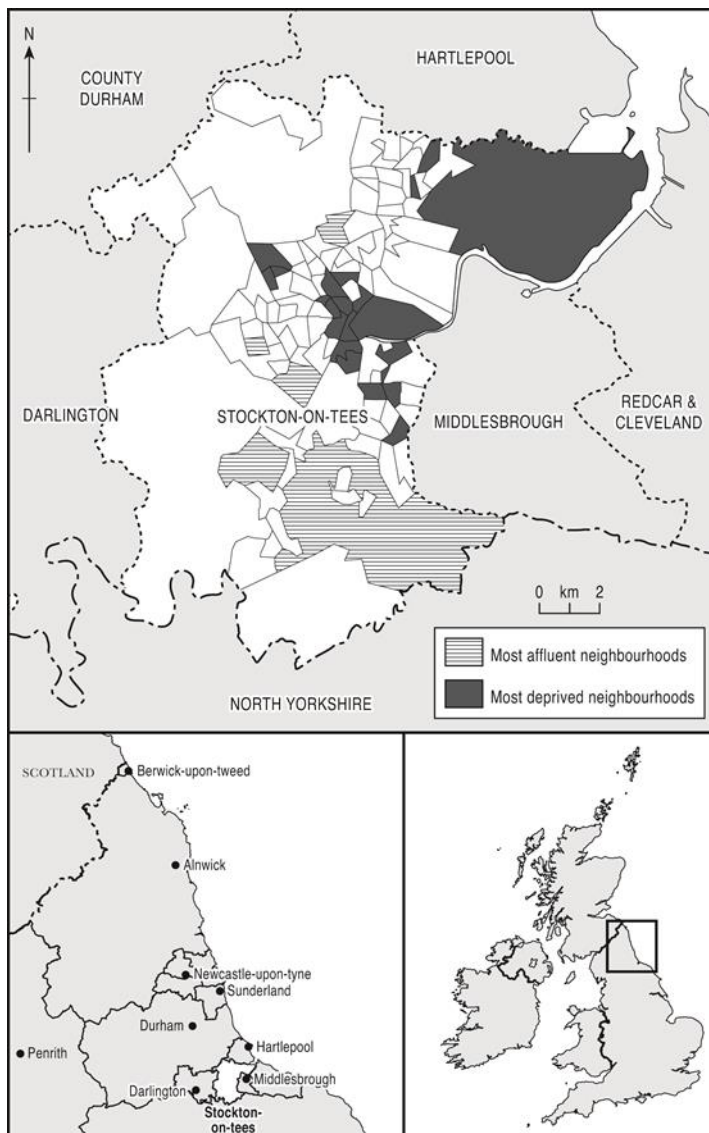 N
HARTLEPOOL
COUNTY
DURHAM
DARLINGTON
STOCKTON-ON-TEES
MIDDLESBROUGH
REDCAR &
CLEVELAND
0 km 2
Most affluent neighbourhoods
Most deprived neighbourhoods
NORTH YORKSHIRE
SCOTLAND
Berwick-upon-tweed
Alnwick
Newcastle-upon-tyne
Sunderland
Durham
Hartlepool
Penrith
Middlesbrough
Darlington
Stockton-
on-tees